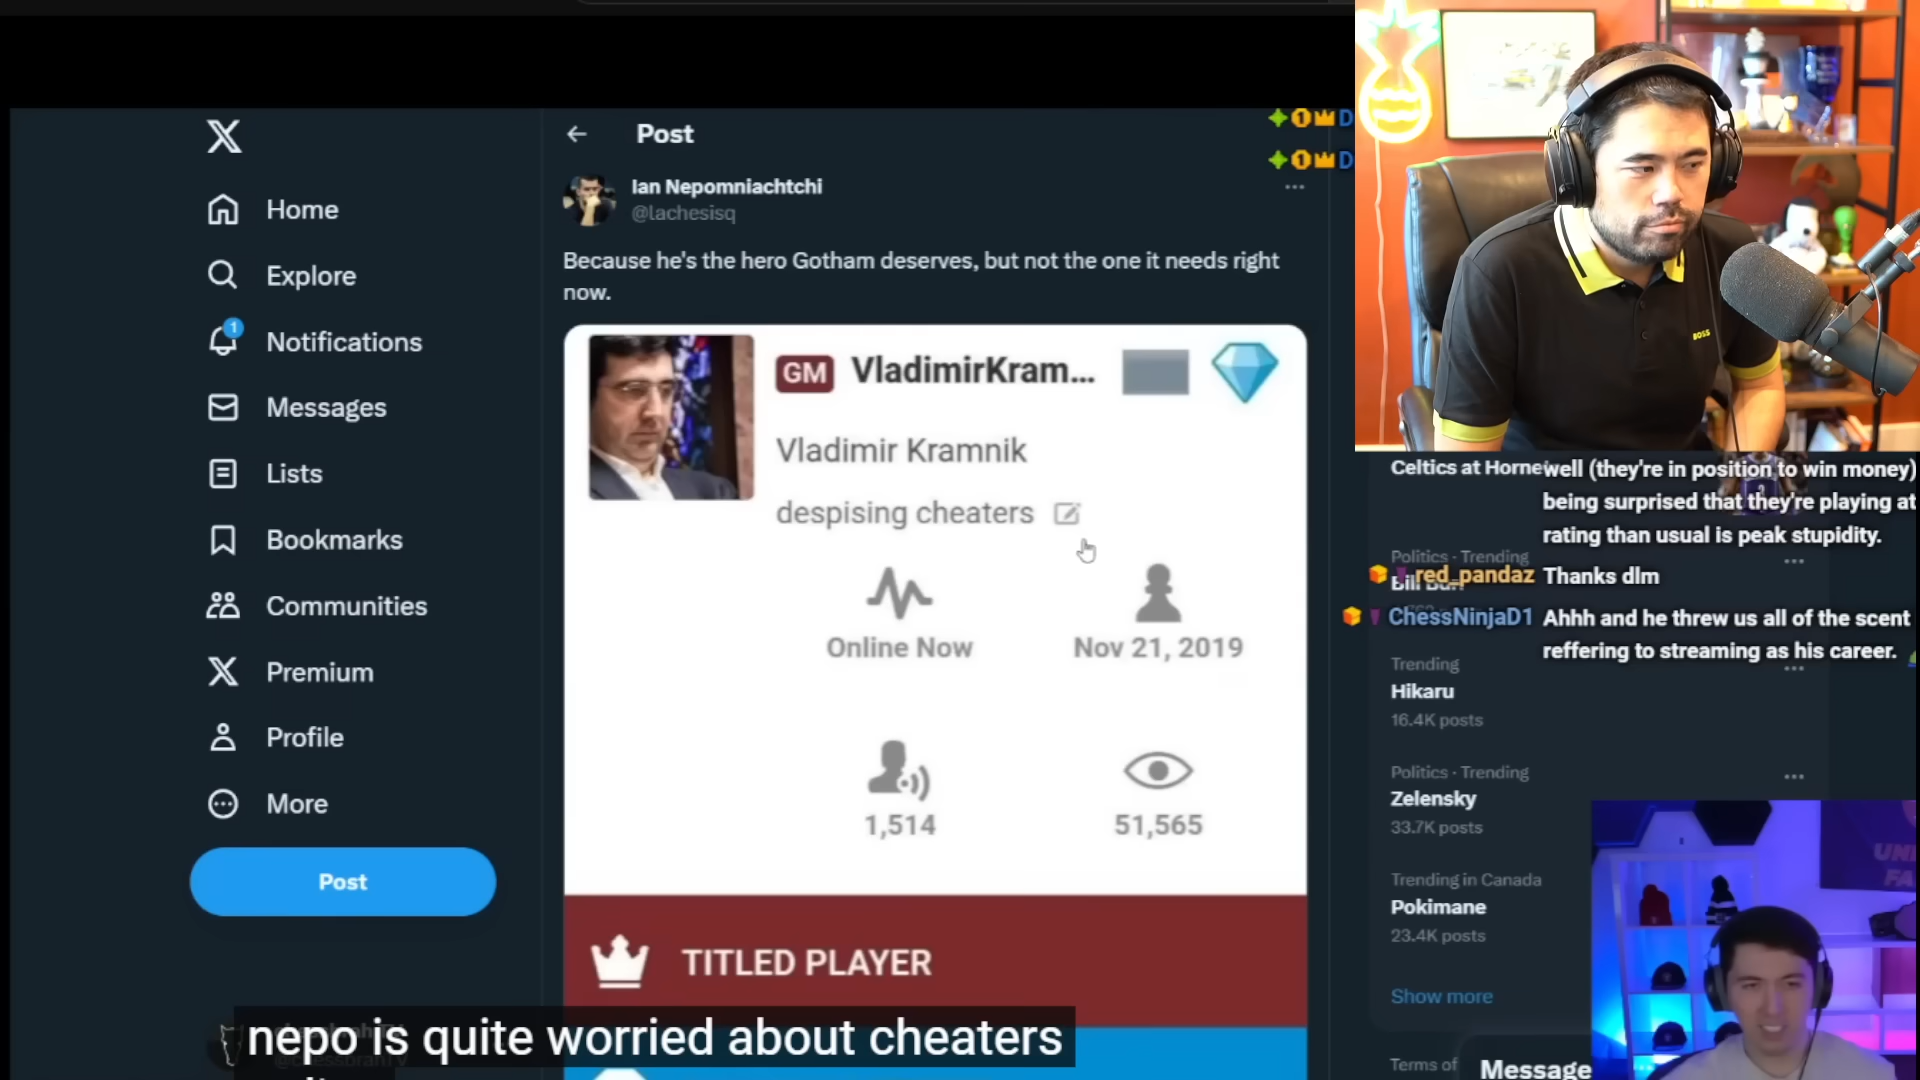 Post
Ian Nepomniachtchi
@lachesisq
Because he's the hero Gotham deserves, but not the one it needs right
now.
Home
Explore
1
Notifications
Messages
Lists
Bookmarks
Communities
Premium
Profile
More
Post
GM VladimirKram...
Vladimir Kramnik
despising cheaters
Online Now
Nov 21, 2019
1,514
51,565
TITLED PLAYER
nepo is quite worried about cheaters
1 D
1 D
BOSS
Celtics at Horne
well (they're in position to win money)
being surprised that they're playing at
rating than usual is peak stupidity.
Politics · Trending
Bill Burr
red_pandaz Thanks dlm
ChessNinjaD1 Ahhh and he threw us all of the scent
reffering to streaming as his career.
Trending
Hikaru
16.4K posts
Politics · Trending
Zelensky
33.7K posts
Trending in Canada
Pokimane
23.4K posts
Show more
Terms of
Message